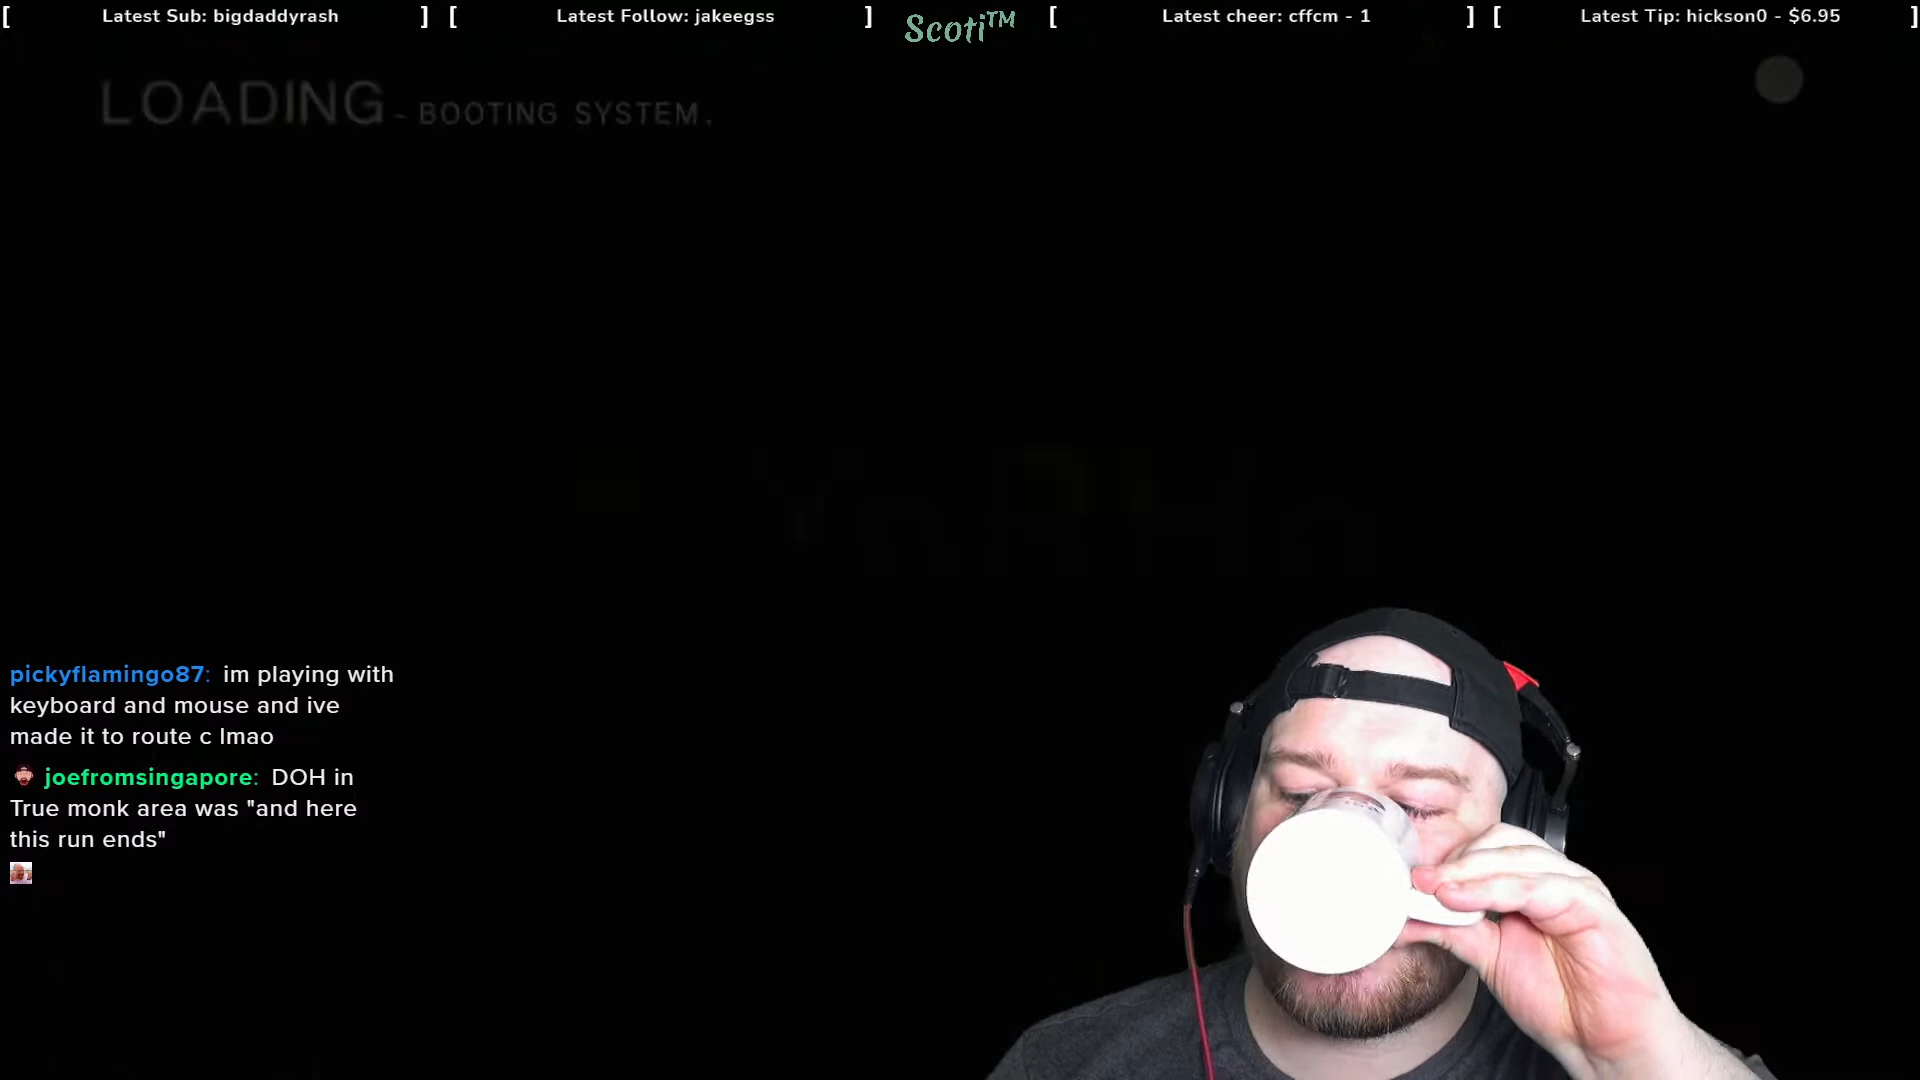 [ Latest Sub: bigdaddyrash ] [ Latest Follow: jakeegss ] Scoti™ [ Latest cheer: cffcm - 1 ] [ Latest Tip: hickson0 - $6.95 ]
LOADING - BOOTING SYSTEM.
pickyflamingo87: im playing with
keyboard and mouse and ive
made it to route c lmao
joefromsingapore: DOH in
True monk area was "and here
this run ends"